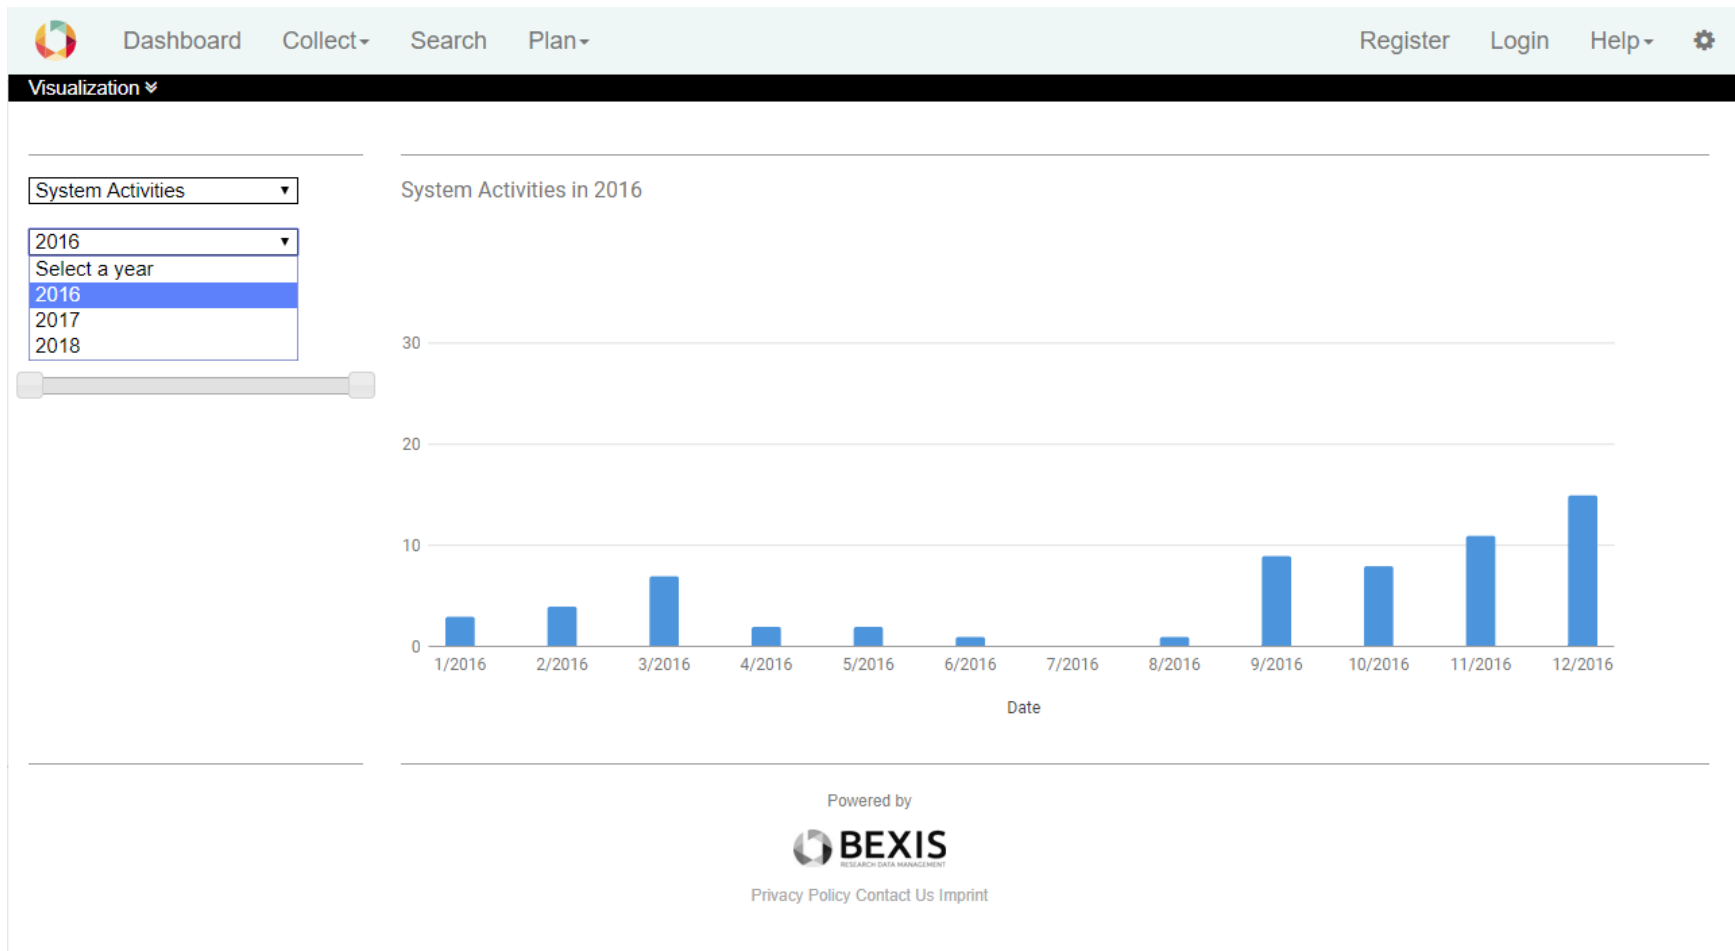 Dashboard Collect Search Plan Register Login Help
Visualization
System Activities
2016
Select a year
2016
2017
2018
System Activities in 2016
30
20
10
0
1/2016 2/2016 3/2016 4/2016 5/2016 6/2016 7/2016 8/2016 9/2016 10/2016 11/2016 12/2016
Date
Powered by
BEXIS
RESEARCH DATA MANAGEMENT
Privacy Policy Contact Us Imprint